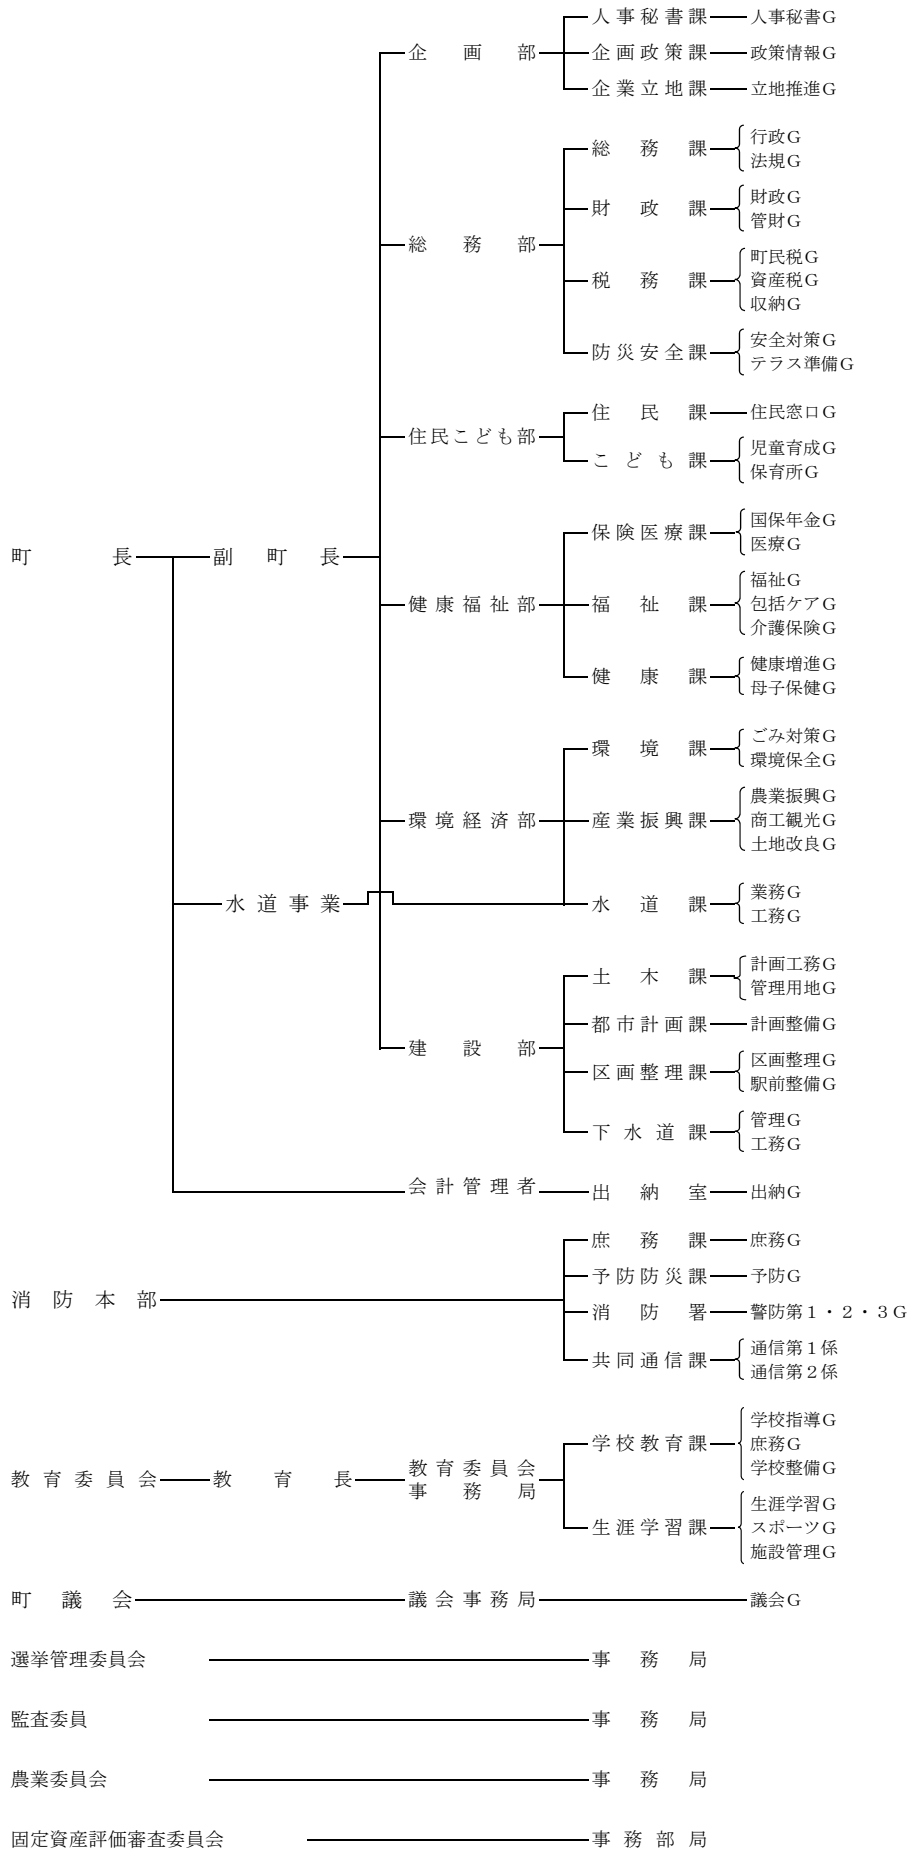 人事秘書課 人事秘書G
企画部 企画政策課 政策情報G
企業立地課 立地推進G
総務課 行政G
法規G
財政課 財政G
管財G
総務部
税務課 町民税G
資産税G
収納G
防災安全課 安全対策G
テラス準備G
住民課 住民窓口G
住民こども部
こども課 児童育成G
保育所G
保険医療課 国保年金G
医療G
町長 副町長
健康福祉部 福祉課 福祉G
包括ケアG
介護保険G
健康課 健康増進G
母子保健G
環境課 ごみ対策G
環境保全G
環境経済部 産業振興課 農業振興G
商工観光G
土地改良G
水道事業 水道課 業務G
工務G
土木課 計画工務G
管理用地G
都市計画課 計画整備G
建設部
区画整理課 区画整理G
駅前整備G
下水道課 管理G
工務G
会計管理者 出納室 出納G
庶務課 庶務G
予防防災課 予防G
消防本部
消防署 警防第1・2・3G
共同通信課 通信第1係
通信第2係
学校教育課 学校指導G
庶務G
学校整備G
教育委員会 教育長 教育委員会
事務局
生涯学習課 生涯学習G
スポーツG
施設管理G
町議会 議会事務局 議会G
選挙管理委員会 事務局
監査委員 事務局
農業委員会 事務局
固定資産評価審査委員会 事務部局